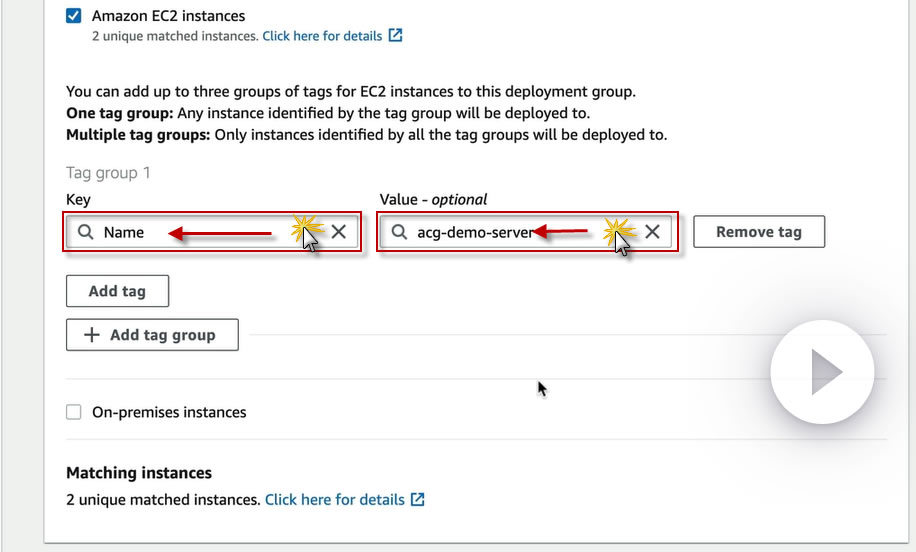 Amazon EC2 instances
2 unique matched instances. Click here for details
You can add up to three groups of tags for EC2 instances to this deployment group.
One tag group: Any instance identified by the tag group will be deployed to.
Multiple tag groups: Only instances identified by all the tag groups will be deployed to.
Tag group 1
Key
Value - optional
Name
acg-demo-server
Remove tag
Add tag
Add tag group
On-premises instances
Matching instances
2 unique matched instances. Click here for details